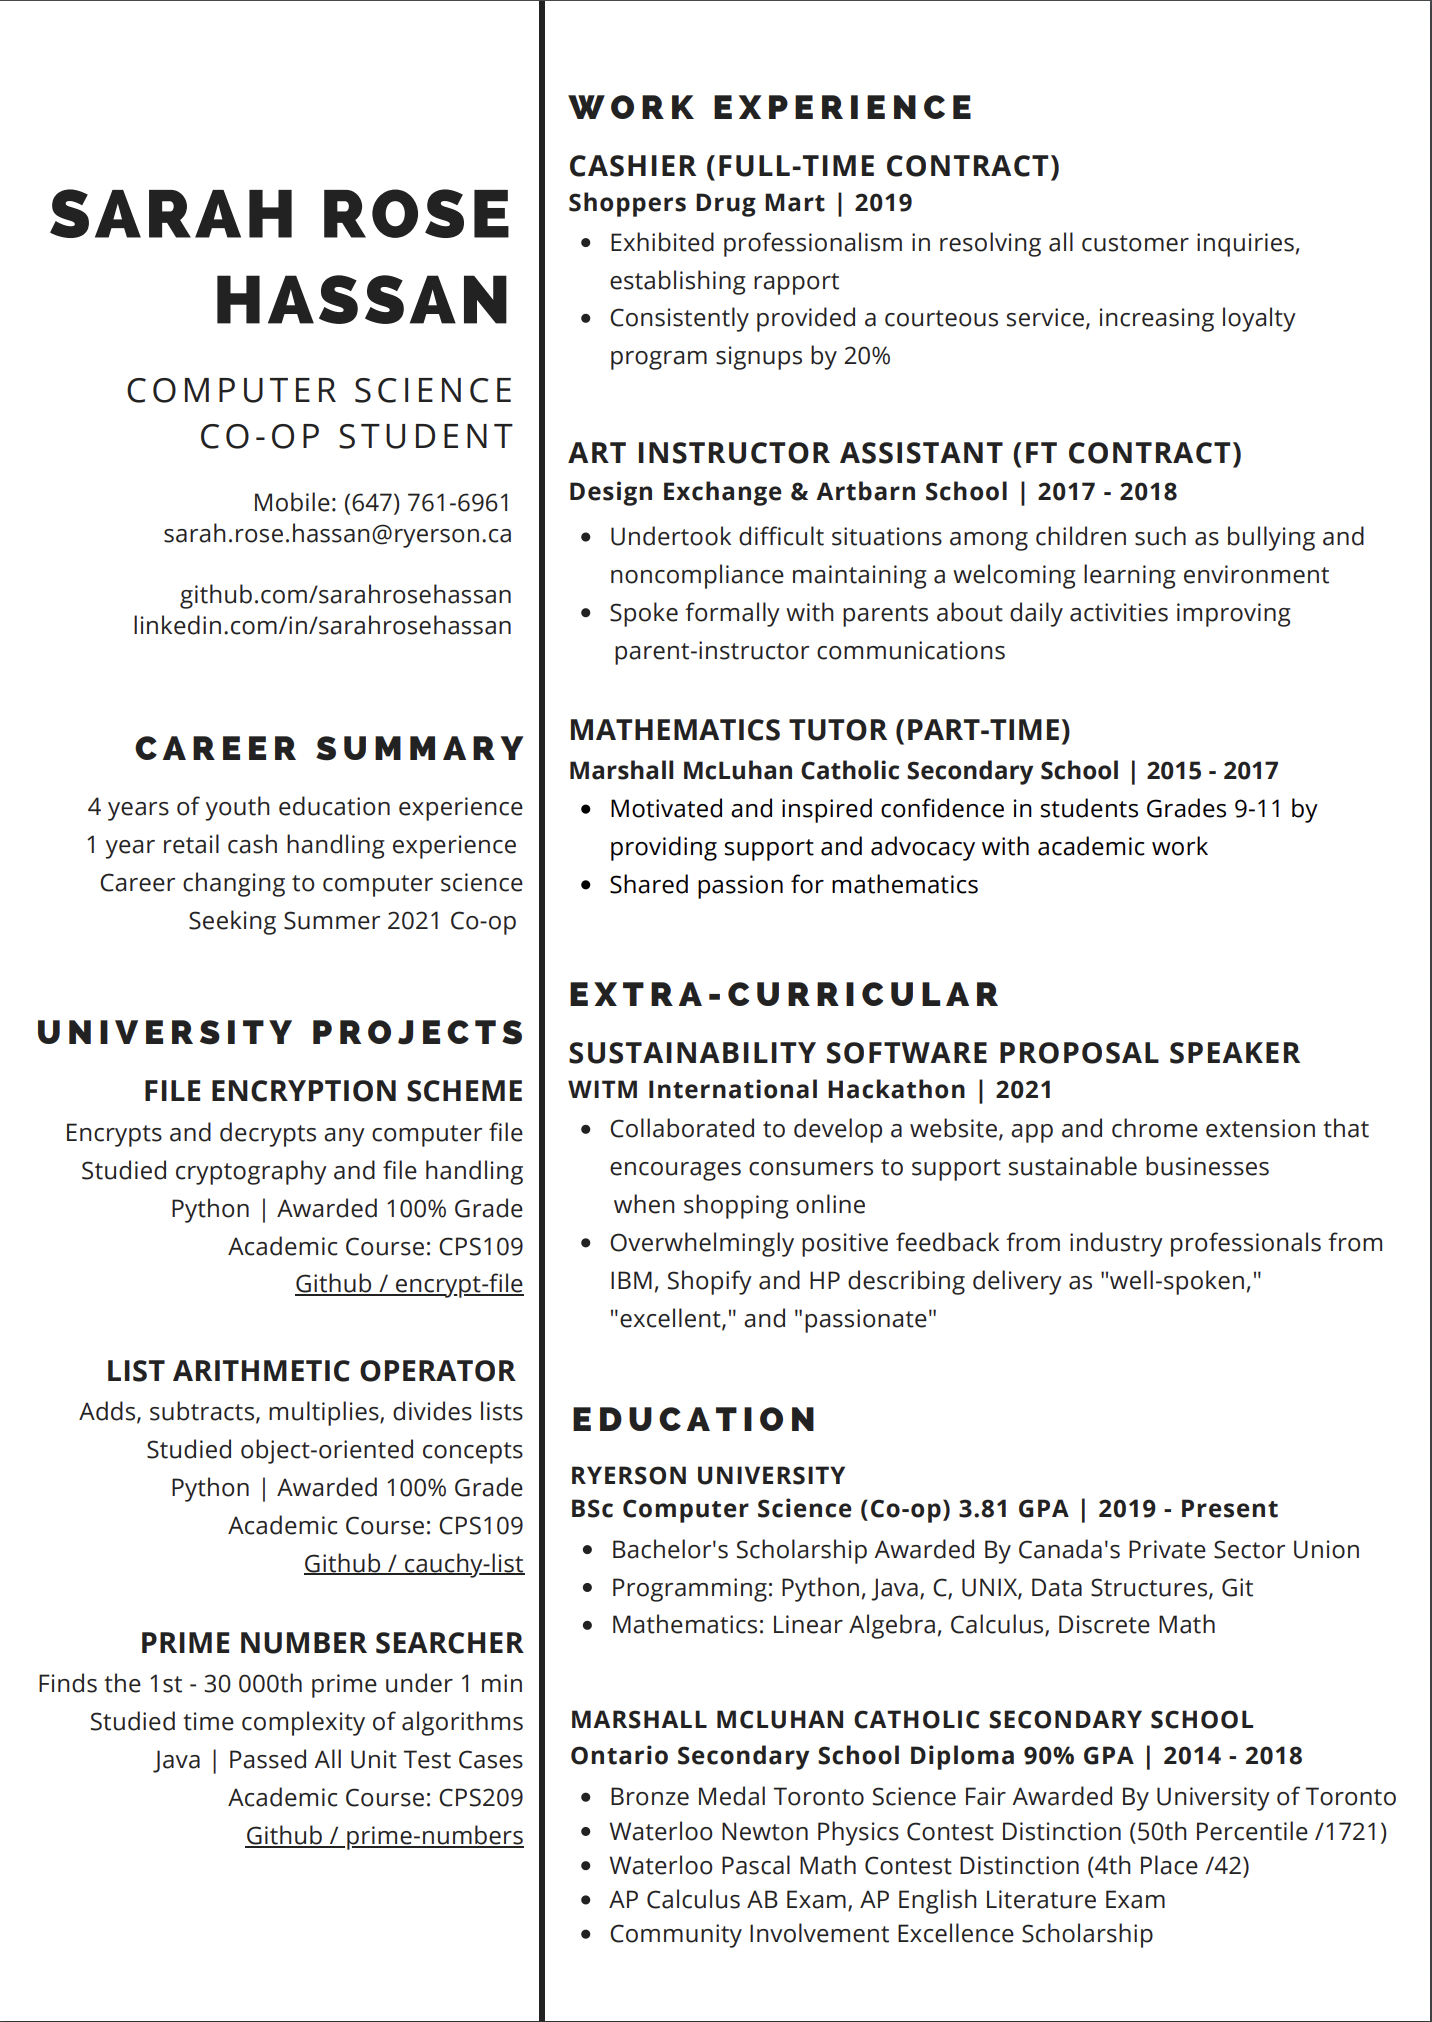 SARAH ROSE
HASSAN
COMPUTER SCIENCE
CO-OP STUDENT
Mobile: (647) 761-6961
sarah.rose.hassan@ryerson.ca
github.com/sarahrosehassan
linkedin.com/in/sarahrosehassan
CAREER SUMMARY
4 years of youth education experience
1 year retail cash handling experience
Career changing to computer science
Seeking Summer 2021 Co-op
UNIVERSITY PROJECTS
FILE ENCRYPTION SCHEME
Encrypts and decrypts any computer file
Studied cryptography and file handling
Python | Awarded 100% Grade
Academic Course: CPS109
Github / encrypt-file
LIST ARITHMETIC OPERATOR
Adds, subtracts, multiplies, divides lists
Studied object-oriented concepts
Python | Awarded 100% Grade
Academic Course: CPS109
Github / cauchy-list
PRIME NUMBER SEARCHER
Finds the 1st - 30 000th prime under 1 min
Studied time complexity of algorithms
Java | Passed All Unit Test Cases
Academic Course: CPS209
Github / prime-numbers
WORK EXPERIENCE
CASHIER (FULL-TIME CONTRACT)
Shoppers Drug Mart | 2019
• Exhibited professionalism in resolving all customer inquiries,
establishing rapport
• Consistently provided a courteous service, increasing loyalty
program signups by 20%
ART INSTRUCTOR ASSISTANT (FT CONTRACT)
Design Exchange & Artbarn School | 2017 - 2018
• Undertook difficult situations among children such as bullying and
noncompliance maintaining a welcoming learning environment
• Spoke formally with parents about daily activities improving
parent-instructor communications
MATHEMATICS TUTOR (PART-TIME)
Marshall McLuhan Catholic Secondary School | 2015 - 2017
• Motivated and inspired confidence in students Grades 9-11 by
providing support and advocacy with academic work
• Shared passion for mathematics
EXTRA-CURRICULAR
SUSTAINABILITY SOFTWARE PROPOSAL SPEAKER
WITM International Hackathon | 2021
• Collaborated to develop a website, app and chrome extension that
encourages consumers to support sustainable businesses
when shopping online
• Overwhelmingly positive feedback from industry professionals from
IBM, Shopify and HP describing delivery as "well-spoken,"
"excellent," and "passionate"
EDUCATION
RYERSON UNIVERSITY
BSc Computer Science (Co-op) 3.81 GPA | 2019 - Present
• Bachelor's Scholarship Awarded By Canada's Private Sector Union
• Programming: Python, Java, C, UNIX, Data Structures, Git
• Mathematics: Linear Algebra, Calculus, Discrete Math
MARSHALL MCLUHAN CATHOLIC SECONDARY SCHOOL
Ontario Secondary School Diploma 90% GPA | 2014 - 2018
• Bronze Medal Toronto Science Fair Awarded By University of Toronto
• Waterloo Newton Physics Contest Distinction (50th Percentile /1721)
• Waterloo Pascal Math Contest Distinction (4th Place /42)
• AP Calculus AB Exam, AP English Literature Exam
• Community Involvement Excellence Scholarship